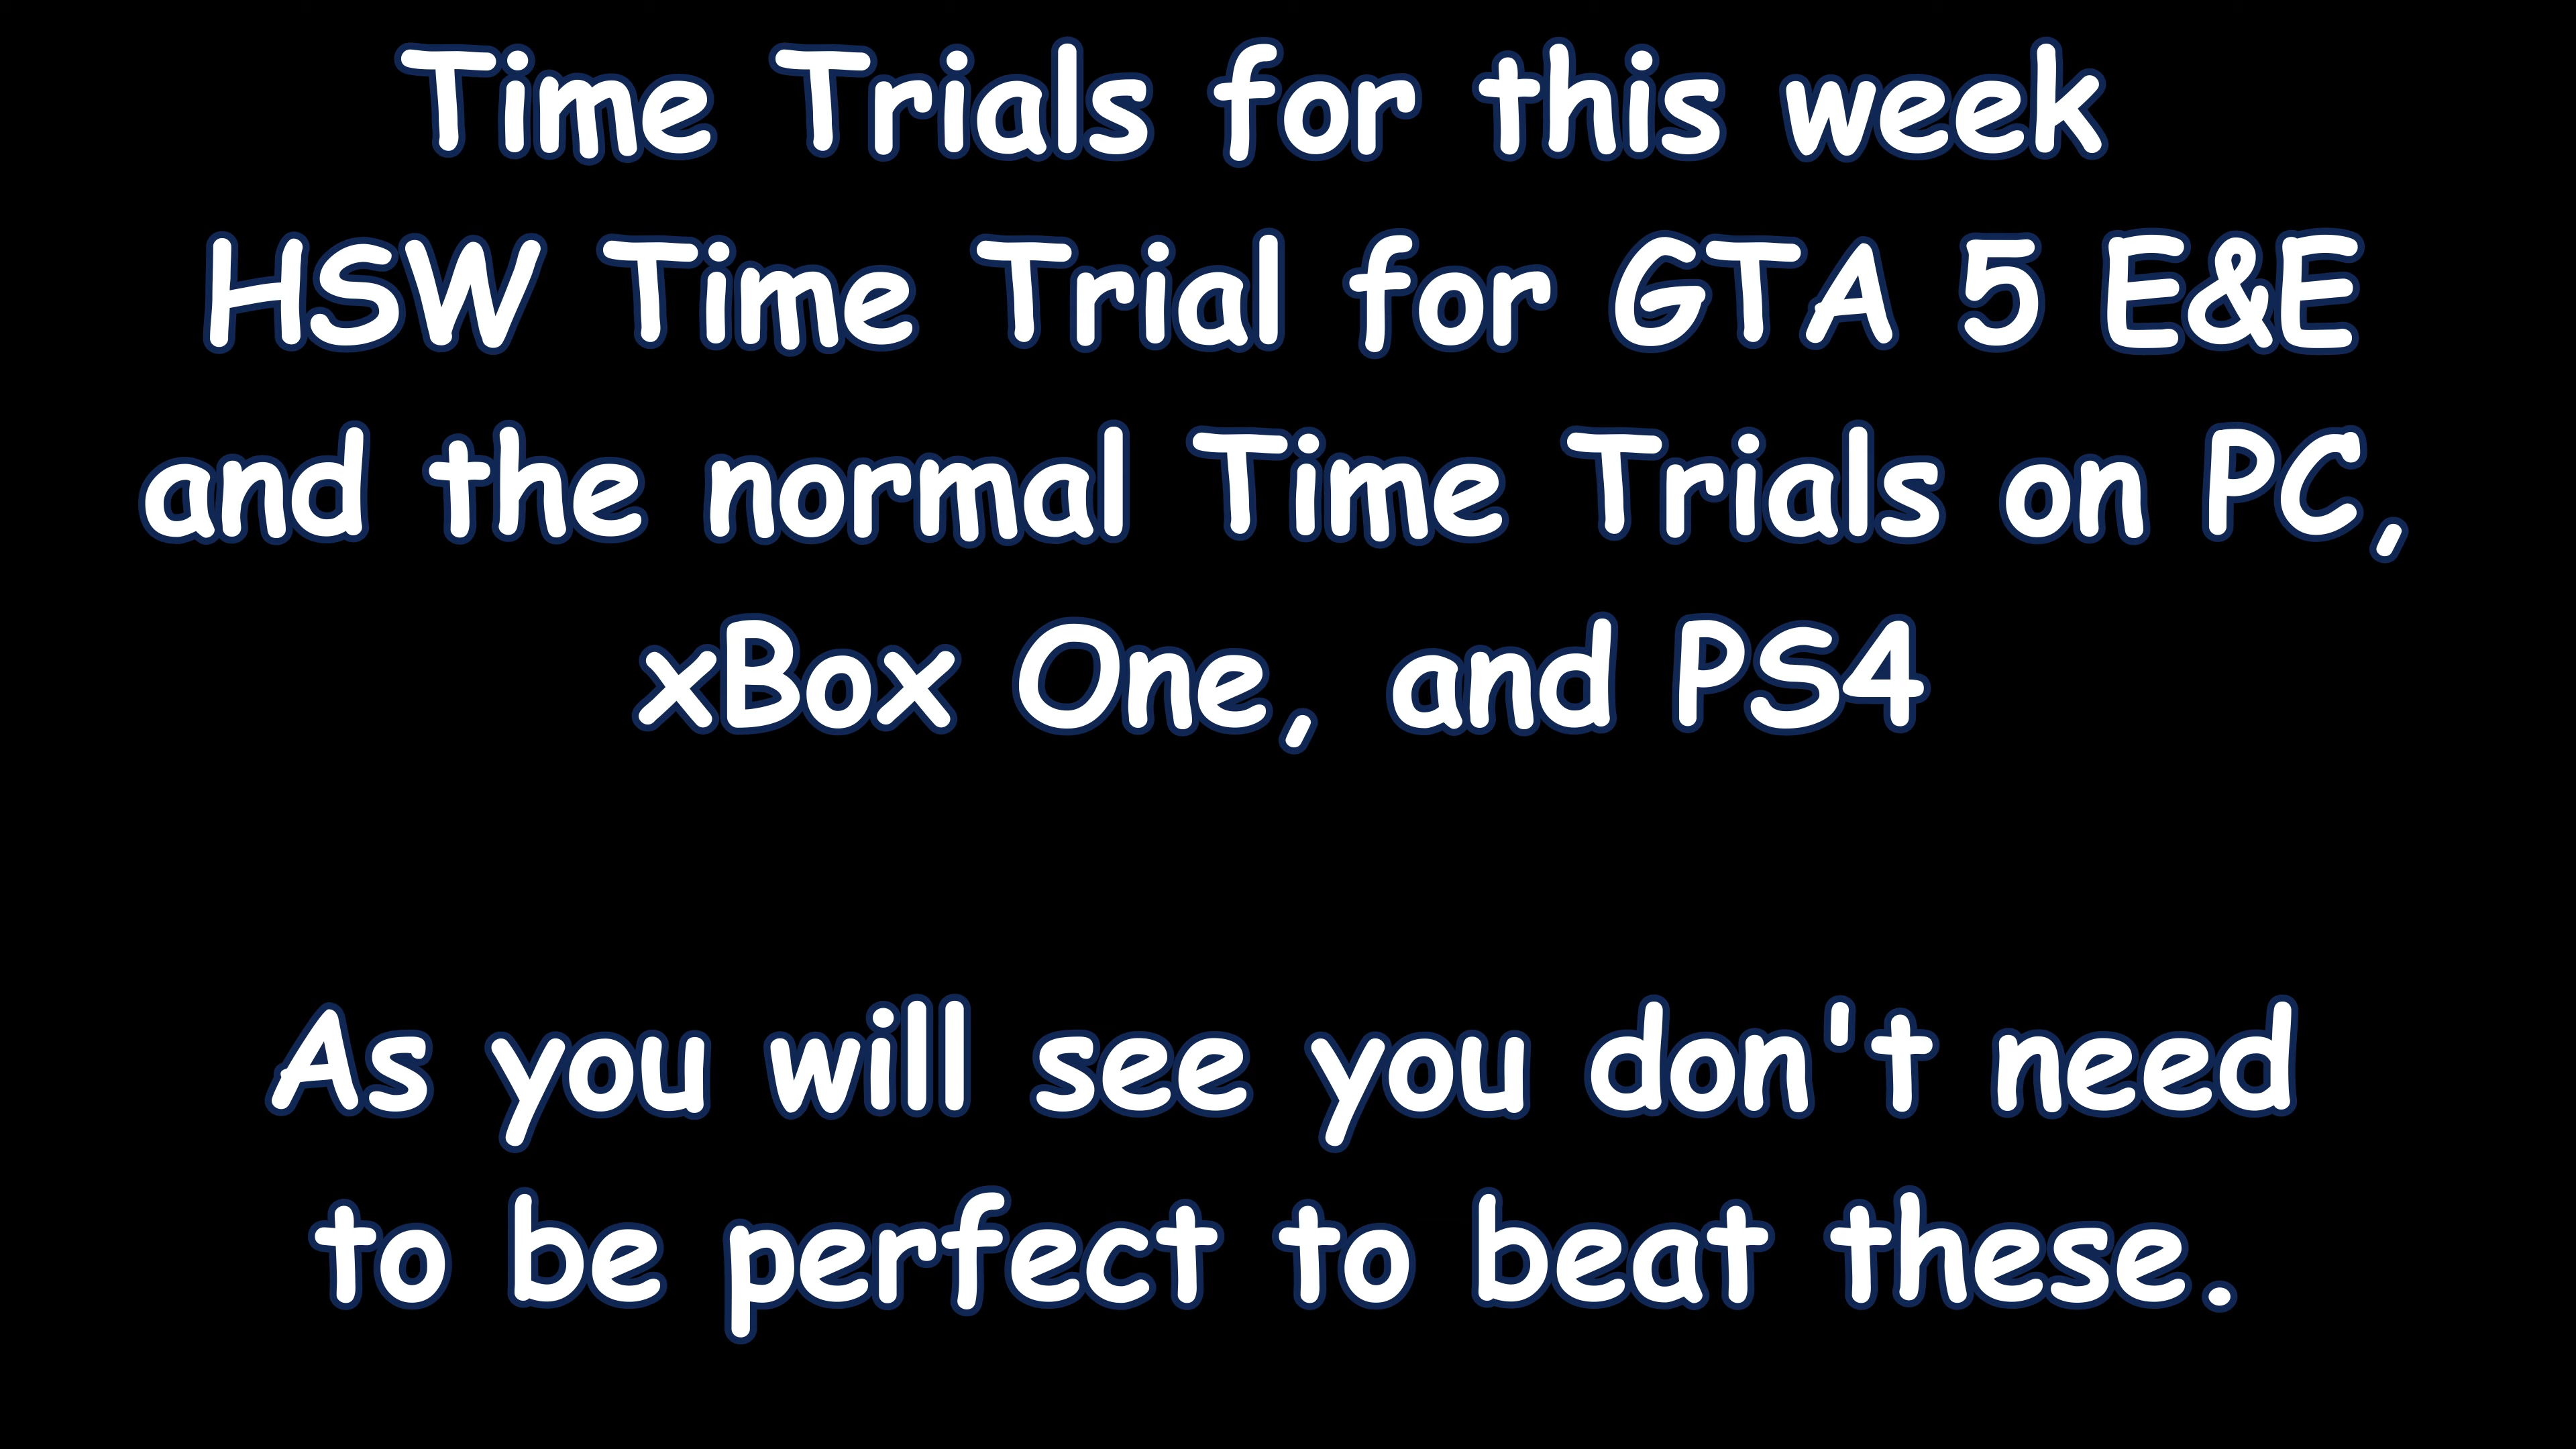 Time Trials for this week
HSW Time Trial for GTA 5 E&E
and the normal Time Trials on PC,
xBox One, and PS4
As you will see you don't need
to be perfect to beat these.